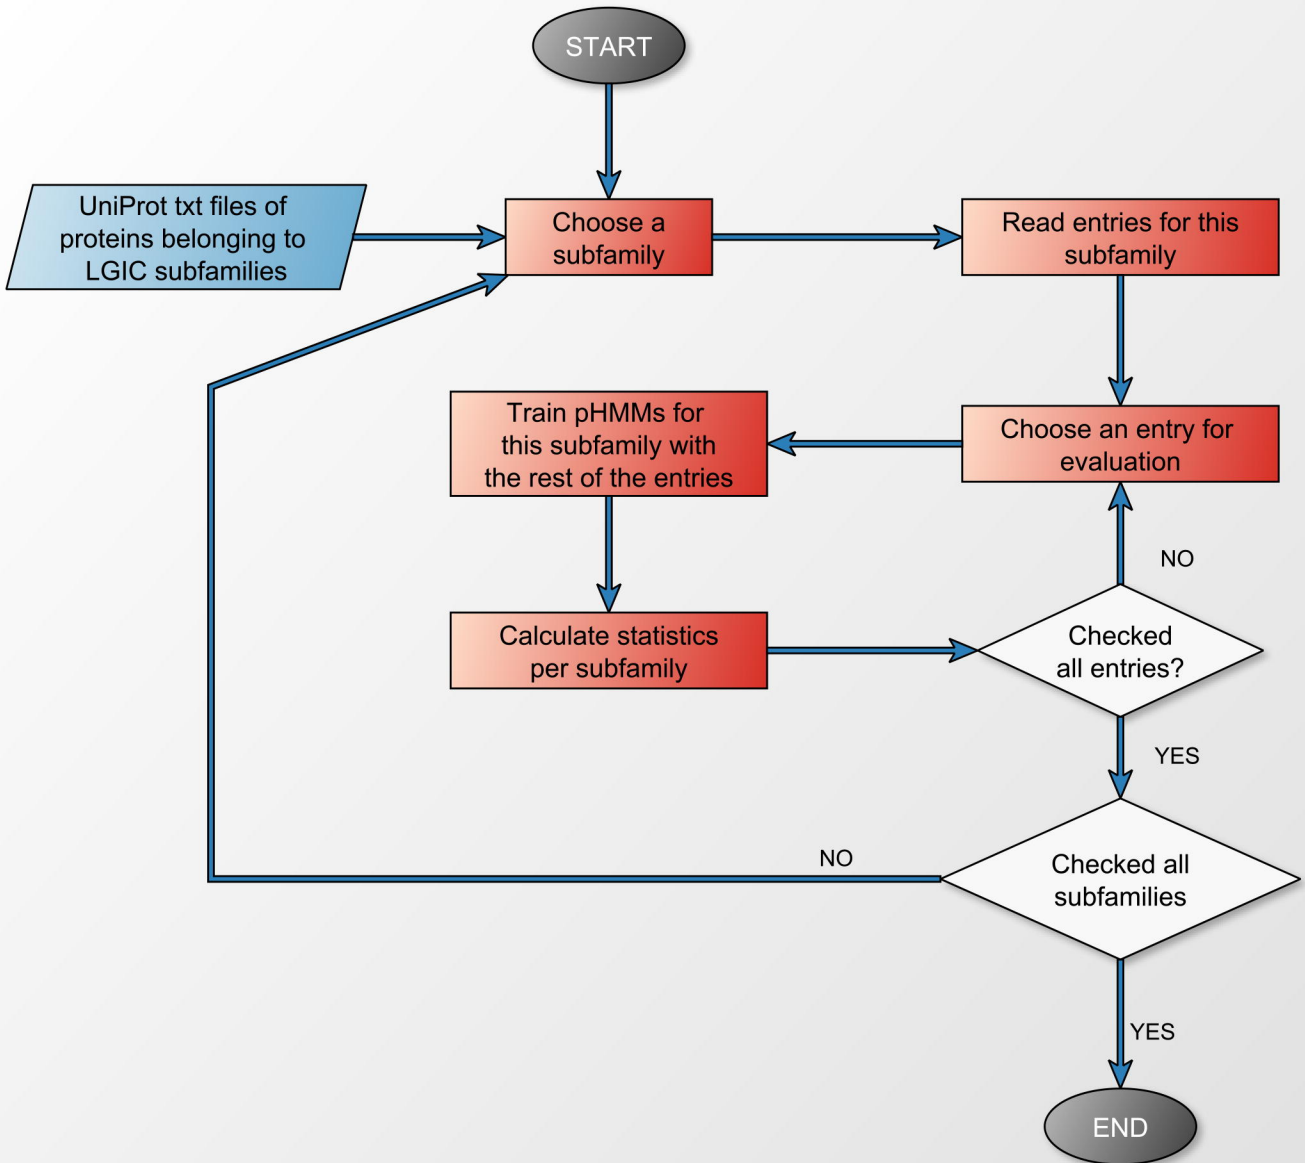 START
UniProt txt files of
proteins belonging to
LGIC subfamilies
Choose a
subfamily
Read entries for this
subfamily
Train pHMMs for
this subfamily with
the rest of the entries
Choose an entry for
evaluation
NO
Calculate statistics
per subfamily
Checked
all entries?
YES
NO
Checked all
subfamilies
YES
END